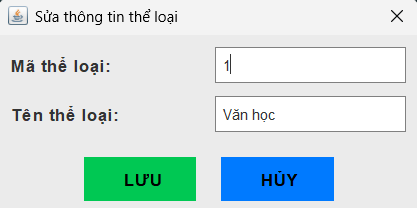 Sửa thông tin thể loại
Mã thể loại: 1
Tên thể loại: Văn học
LƯU HỦY